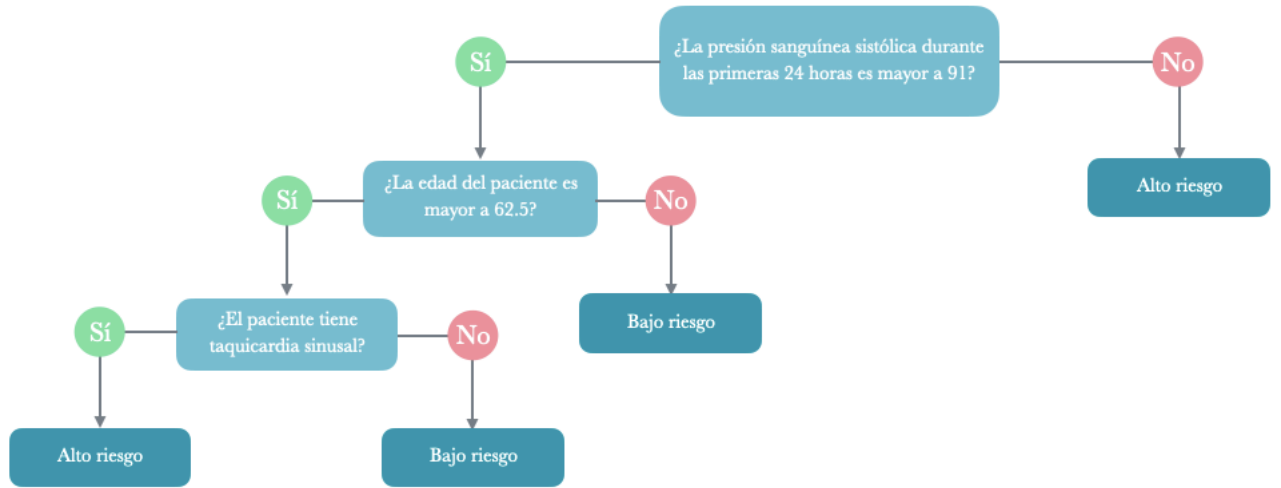 ¿La presión sanguínea sistólica durante
las primeras 24 horas es mayor a 91?
Sí
No
¿La edad del paciente es
mayor a 62.5?
Alto riesgo
Sí
No
¿El paciente tiene
taquicardia sinusal?
Bajo riesgo
Sí
No
Alto riesgo
Bajo riesgo